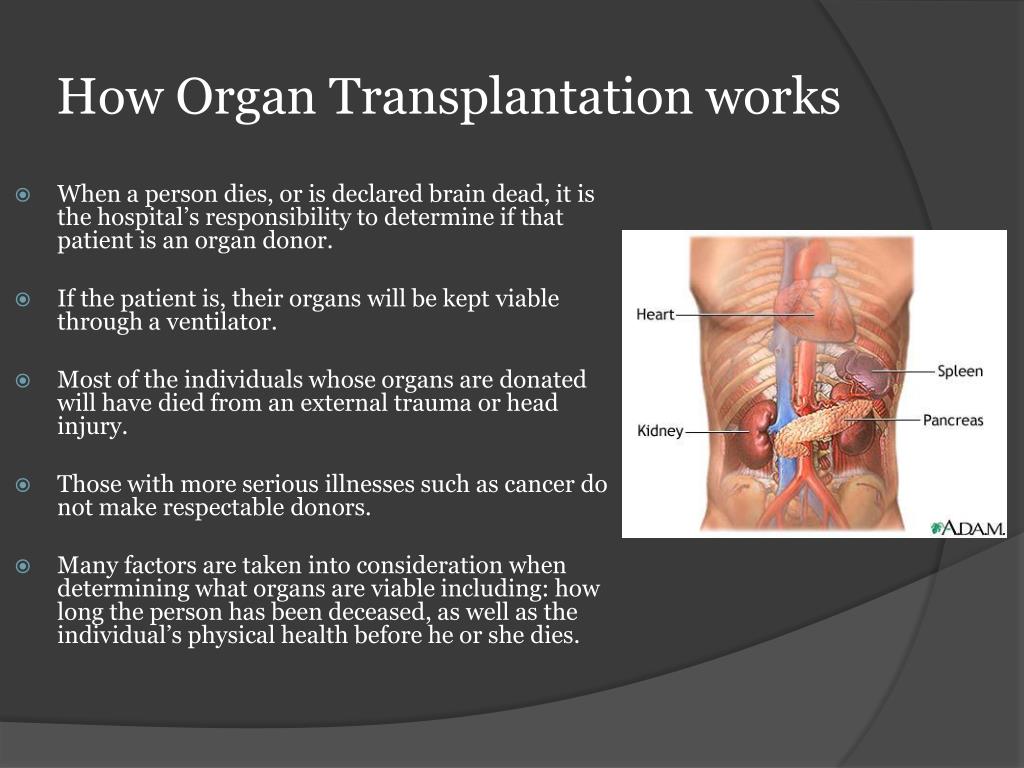 How Organ Transplantation works
When a person dies, or is declared brain dead, it is
the hospital’s responsibility to determine if that
patient is an organ donor.
If the patient is, their organs will be kept viable
through a ventilator.
Most of the individuals whose organs are donated
will have died from an external trauma or head
injury.
Those with more serious illnesses such as cancer do
not make respectable donors.
Many factors are taken into consideration when
determining what organs are viable including: how
long the person has been deceased, as well as the
individual’s physical health before he or she dies.
Heart
Spleen
Pancreas
Kidney
A.D.A.M.